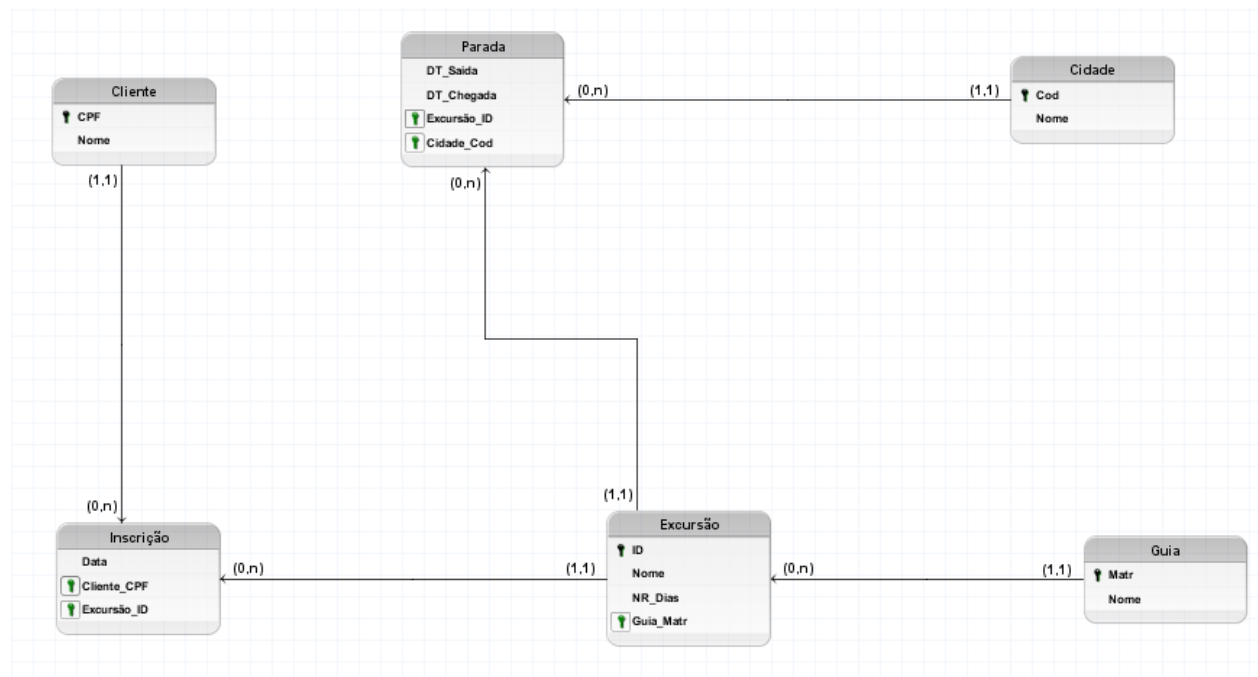 Parada
DT_Saida
DT_Chegada
Excursão_ID
Cidade_Cod
(0,n)
(1,1)
Cidade
Cod
Nome
Cliente
CPF
Nome
(1,1)
(0,n)
(0,n)
Inscrição
Data
Cliente_CPF
Excursão_ID
(0,n)
(1,1)
(1,1)
Excursão
ID
Nome
NR_Dias
Guia_Matr
(0,n)
(1,1)
Guia
Matr
Nome